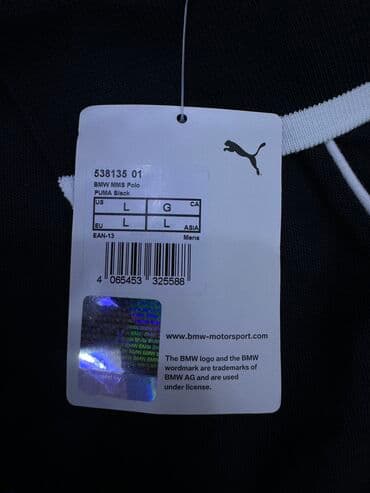 538135 01
BMW MMS Polo
PUMA Black
US L G CA
EU L L ASIA
EAN-13 Mens
4 065453 325588
www.bmw-motorsport.com
The BMW logo and the BMW
wordmark are trademarks of
BMW AG and are used
under license.